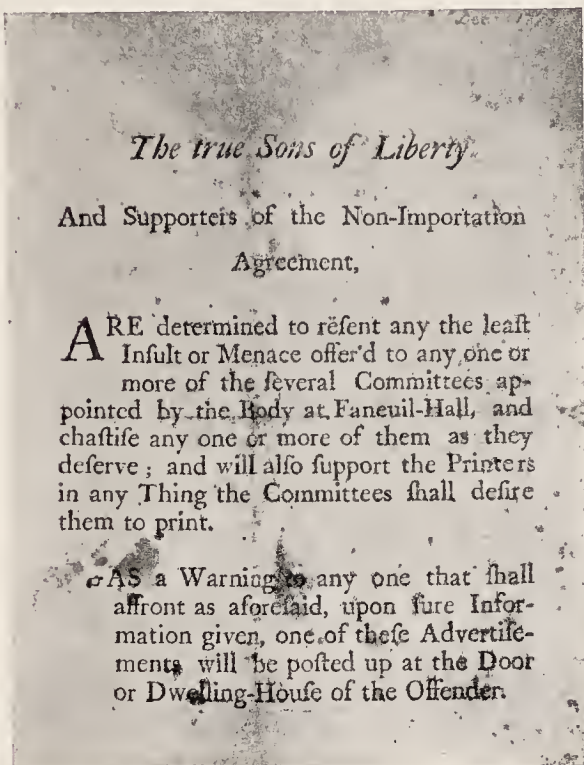 The true Sons of Liberty
And Supporters of the Non-Importation
Agreement,
ARE determined to reſent any the leaſt
Inſult or Menace offer'd to any one or
more of the ſeveral Committees ap-
pointed by the Body at Faneuil-Hall, and
chaſtiſe any one or more of them as they
deſerve; and will alſo ſupport the Printers
in any Thing the Committees ſhall deſire
them to print.
☞AS a Warning to any one that ſhall
affront as aforeſaid, upon ſure Infor-
mation given, one of theſe Advertiſe-
ments will be poſted up at the Door
or Dwelling-Houſe of the Offender.